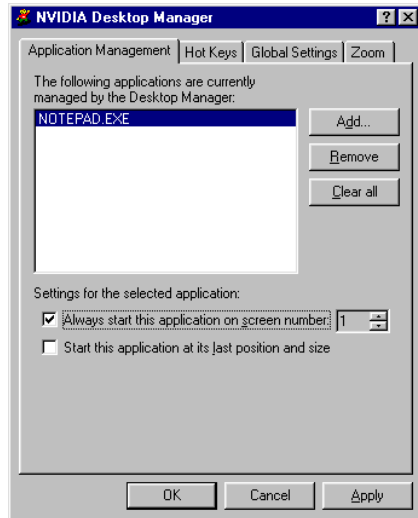 NVIDIA Desktop Manager
Application Management Hot Keys Global Settings Zoom
The following applications are currently
managed by the Desktop Manager:
NOTEPAD.EXE
Add...
Remove
Clear all
Settings for the selected application:
Always start this application on screen number: 1
Start this application at its last position and size
OK Cancel Apply